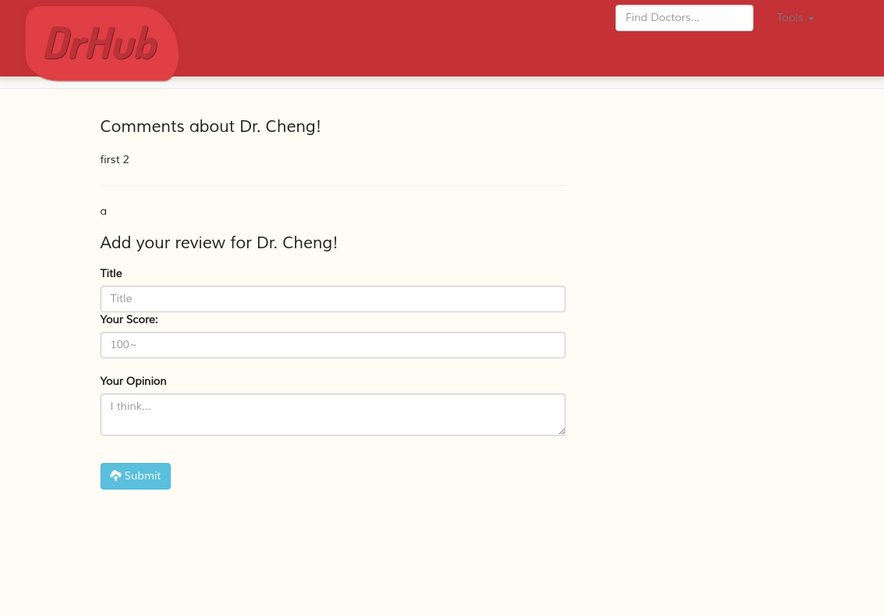 DrHub
Find Doctors...
Tools
Comments about Dr. Cheng!
first 2
a
Add your review for Dr. Cheng!
Title
Title
Your Score:
100~
Your Opinion
I think...
Submit